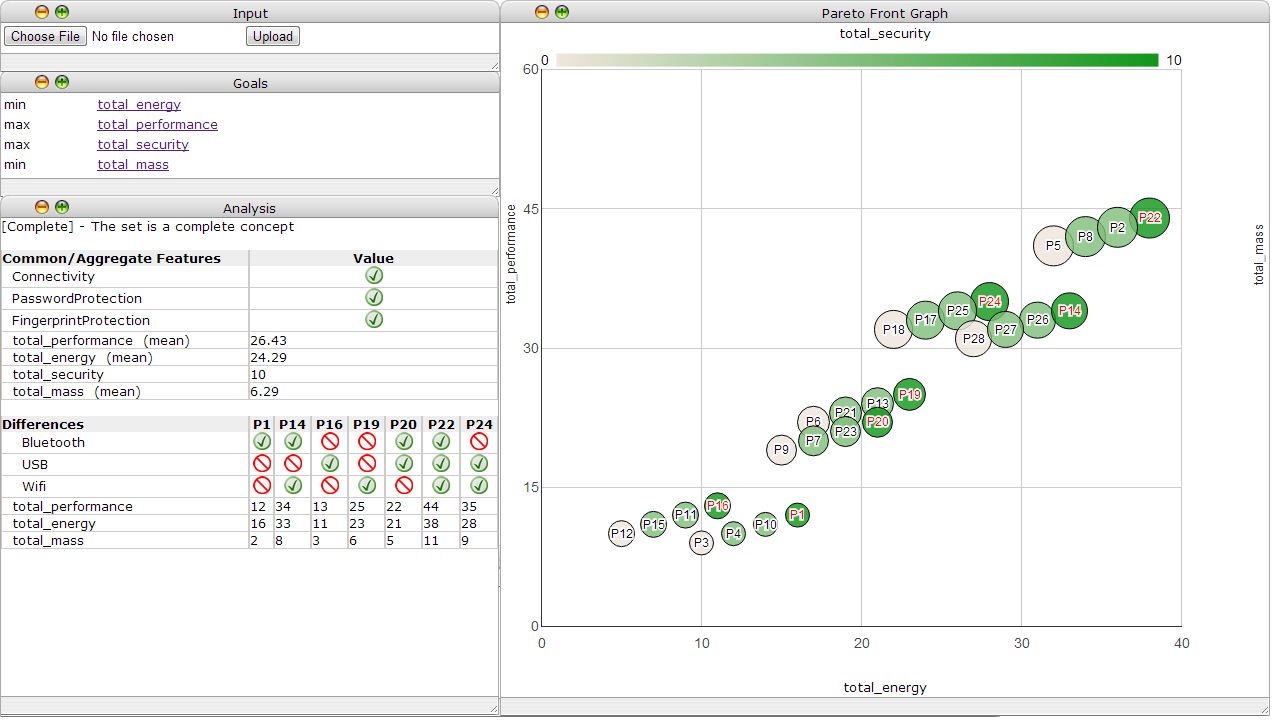 Input
Choose File No file chosen Upload
Goals
min total_energy
max total_performance
max total_security
min total_mass
Analysis
[Complete] - The set is a complete concept
Common/Aggregate Features Value
Connectivity
PasswordProtection
FingerprintProtection
total_performance (mean) 26.43
total_energy (mean) 24.29
total_security 10
total_mass (mean) 6.29
Differences P1 P14 P16 P19 P20 P22 P24
Bluetooth
USB
Wifi
total_performance 12 34 13 25 22 44 35
total_energy 16 33 11 23 21 38 28
total_mass 2 8 3 6 5 11 9
Pareto Front Graph
total_security
0 10
60
45
30
15
0
total_performance
total_mass
P22
P2
P8
P5
P24
P14
P25
P26
P17
P27
P18
P28
P19
P13
P21
P20
P6
P23
P7
P9
P16
P11
P1
P15
P10
P12
P4
P3
0 10 20 30 40
total_energy